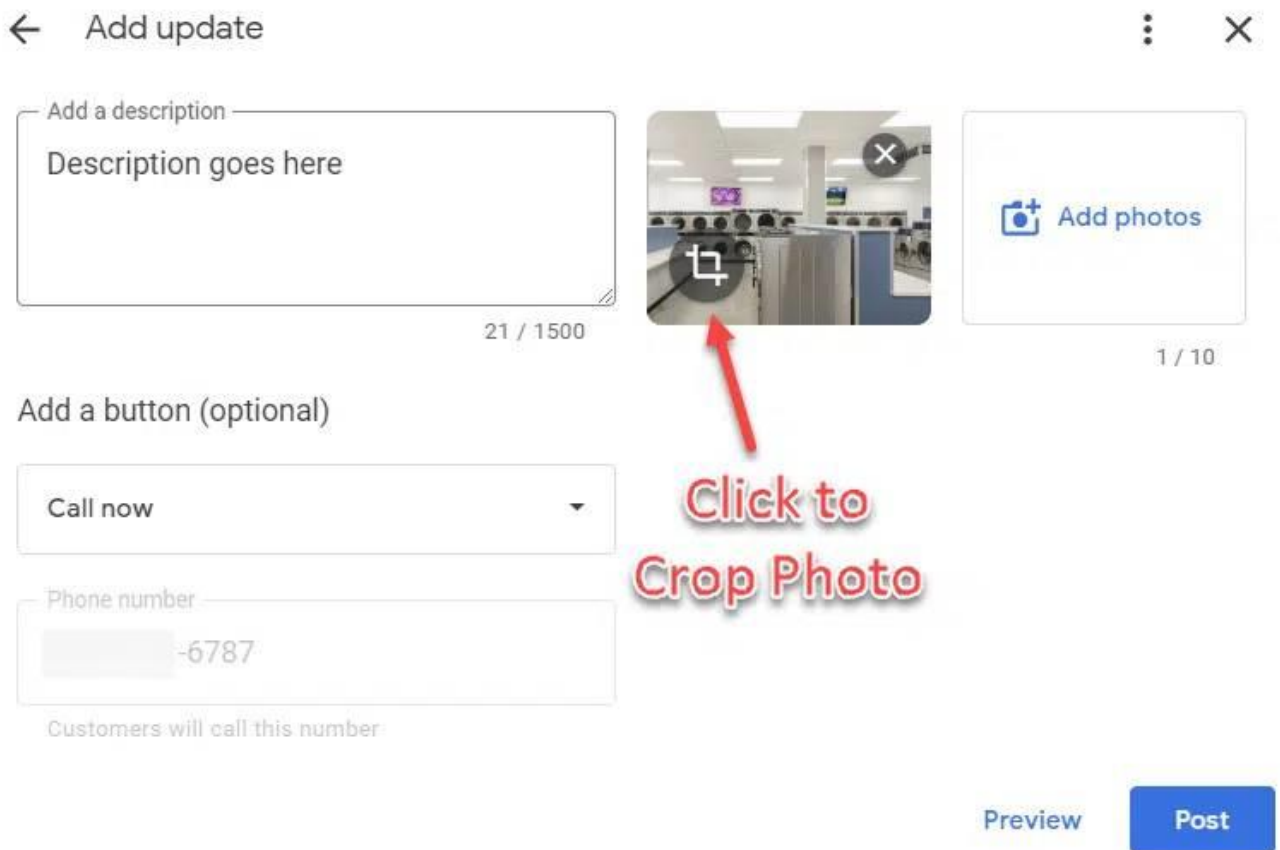 Add update
Add a description
Description goes here
21 / 1500
Add photos
1 / 10
Add a button (optional)
Call now
Click to
Crop Photo
Phone number
-6787
Customers will call this number
Preview
Post